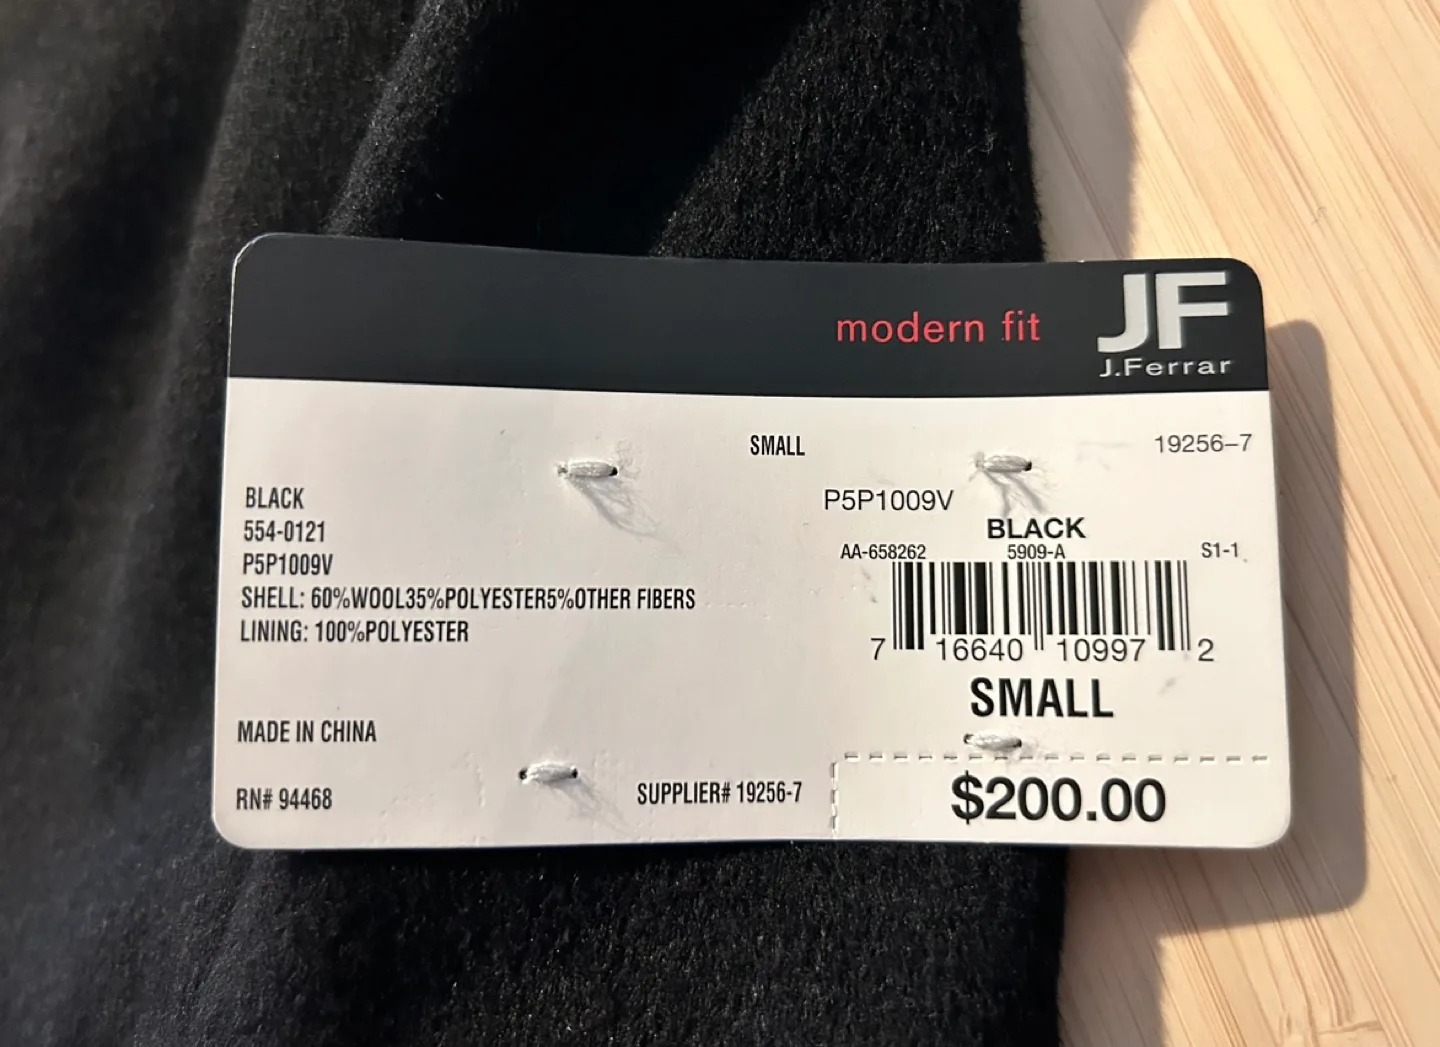 modern fit
JF
J.Ferrar
SMALL
19256-7
BLACK
554-0121
P5P1009V
SHELL: 60%WOOL35%POLYESTER5%OTHER FIBERS
LINING: 100%POLYESTER
MADE IN CHINA
RN# 94468
SUPPLIER# 19256-7
P5P1009V
BLACK
AA-658262 5909-A S1-1
7 16640 10997 2
SMALL
$200.00